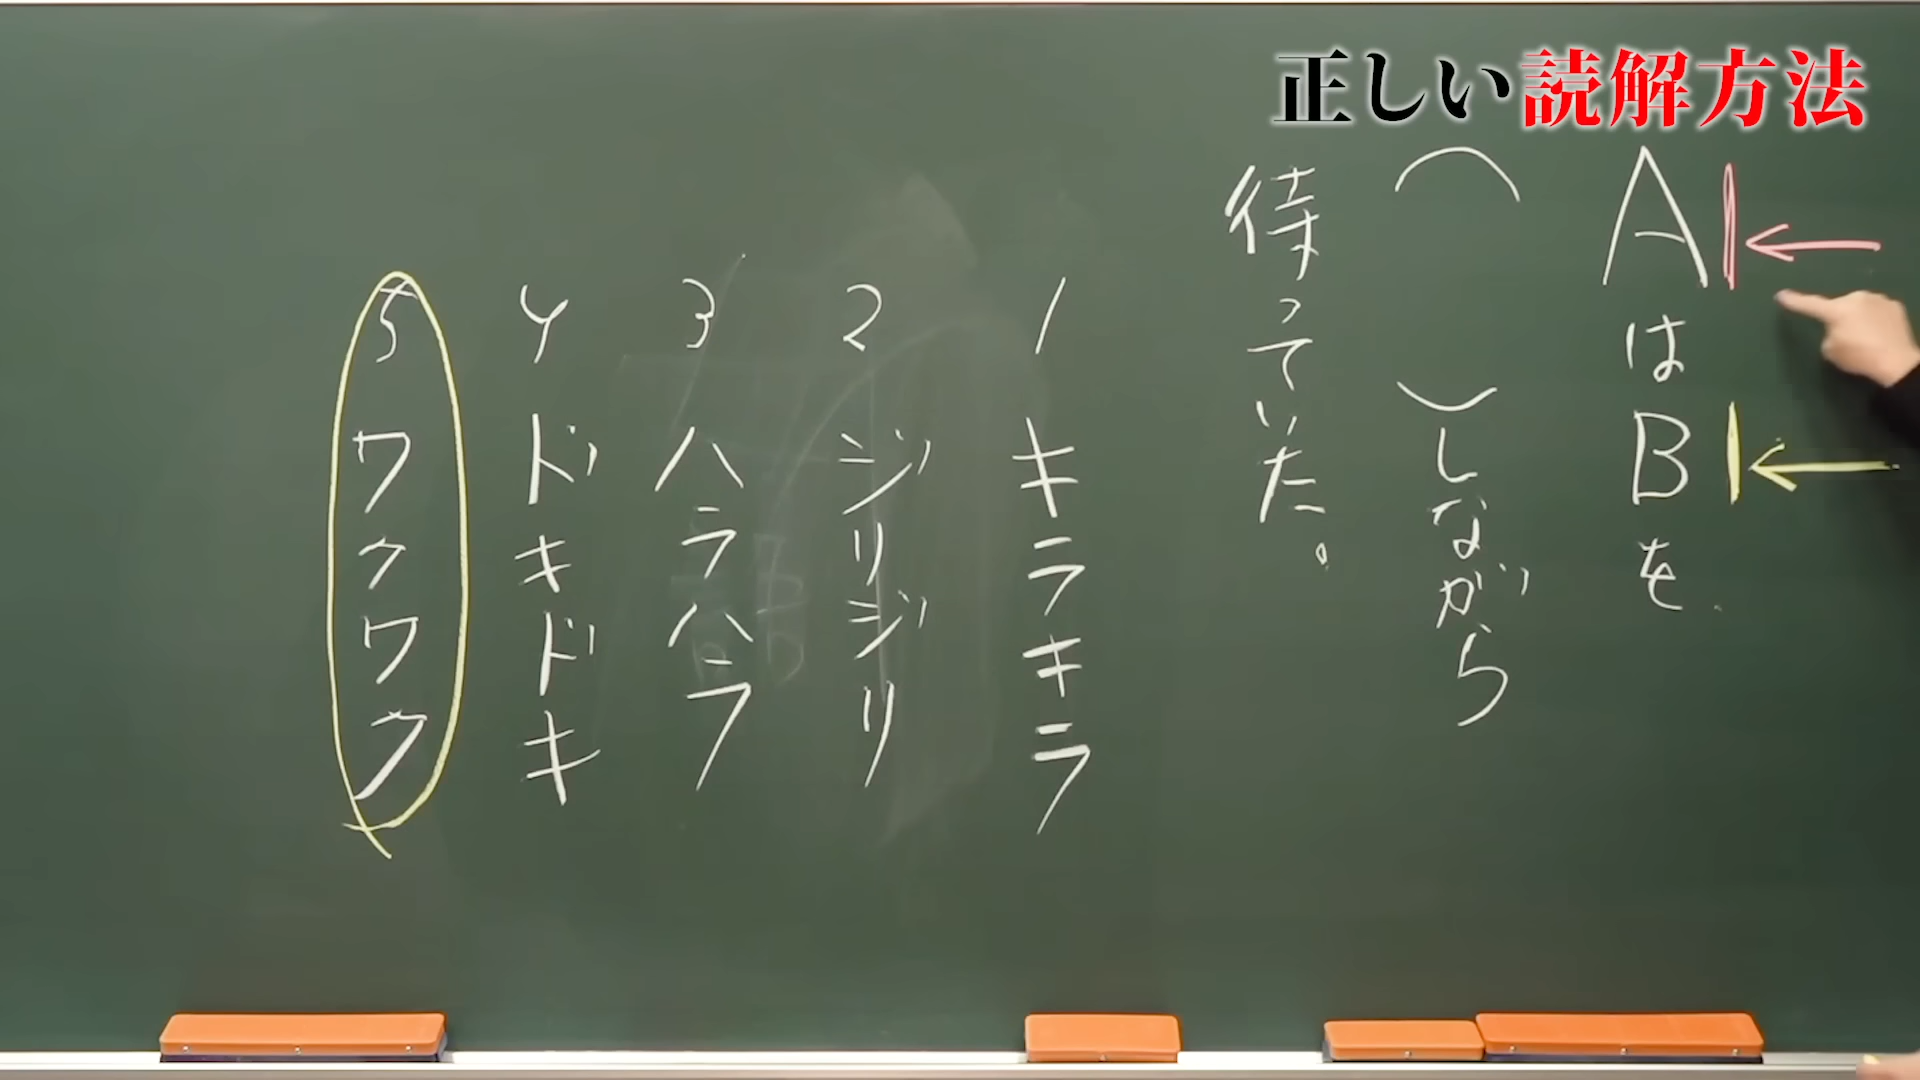 正しい読解方法
AはBを
（　　）しながら
待っていた。
1 キラキラ
2 ジリジリ
3 ハラハラ
4 ドキドキ
5 ワクワク